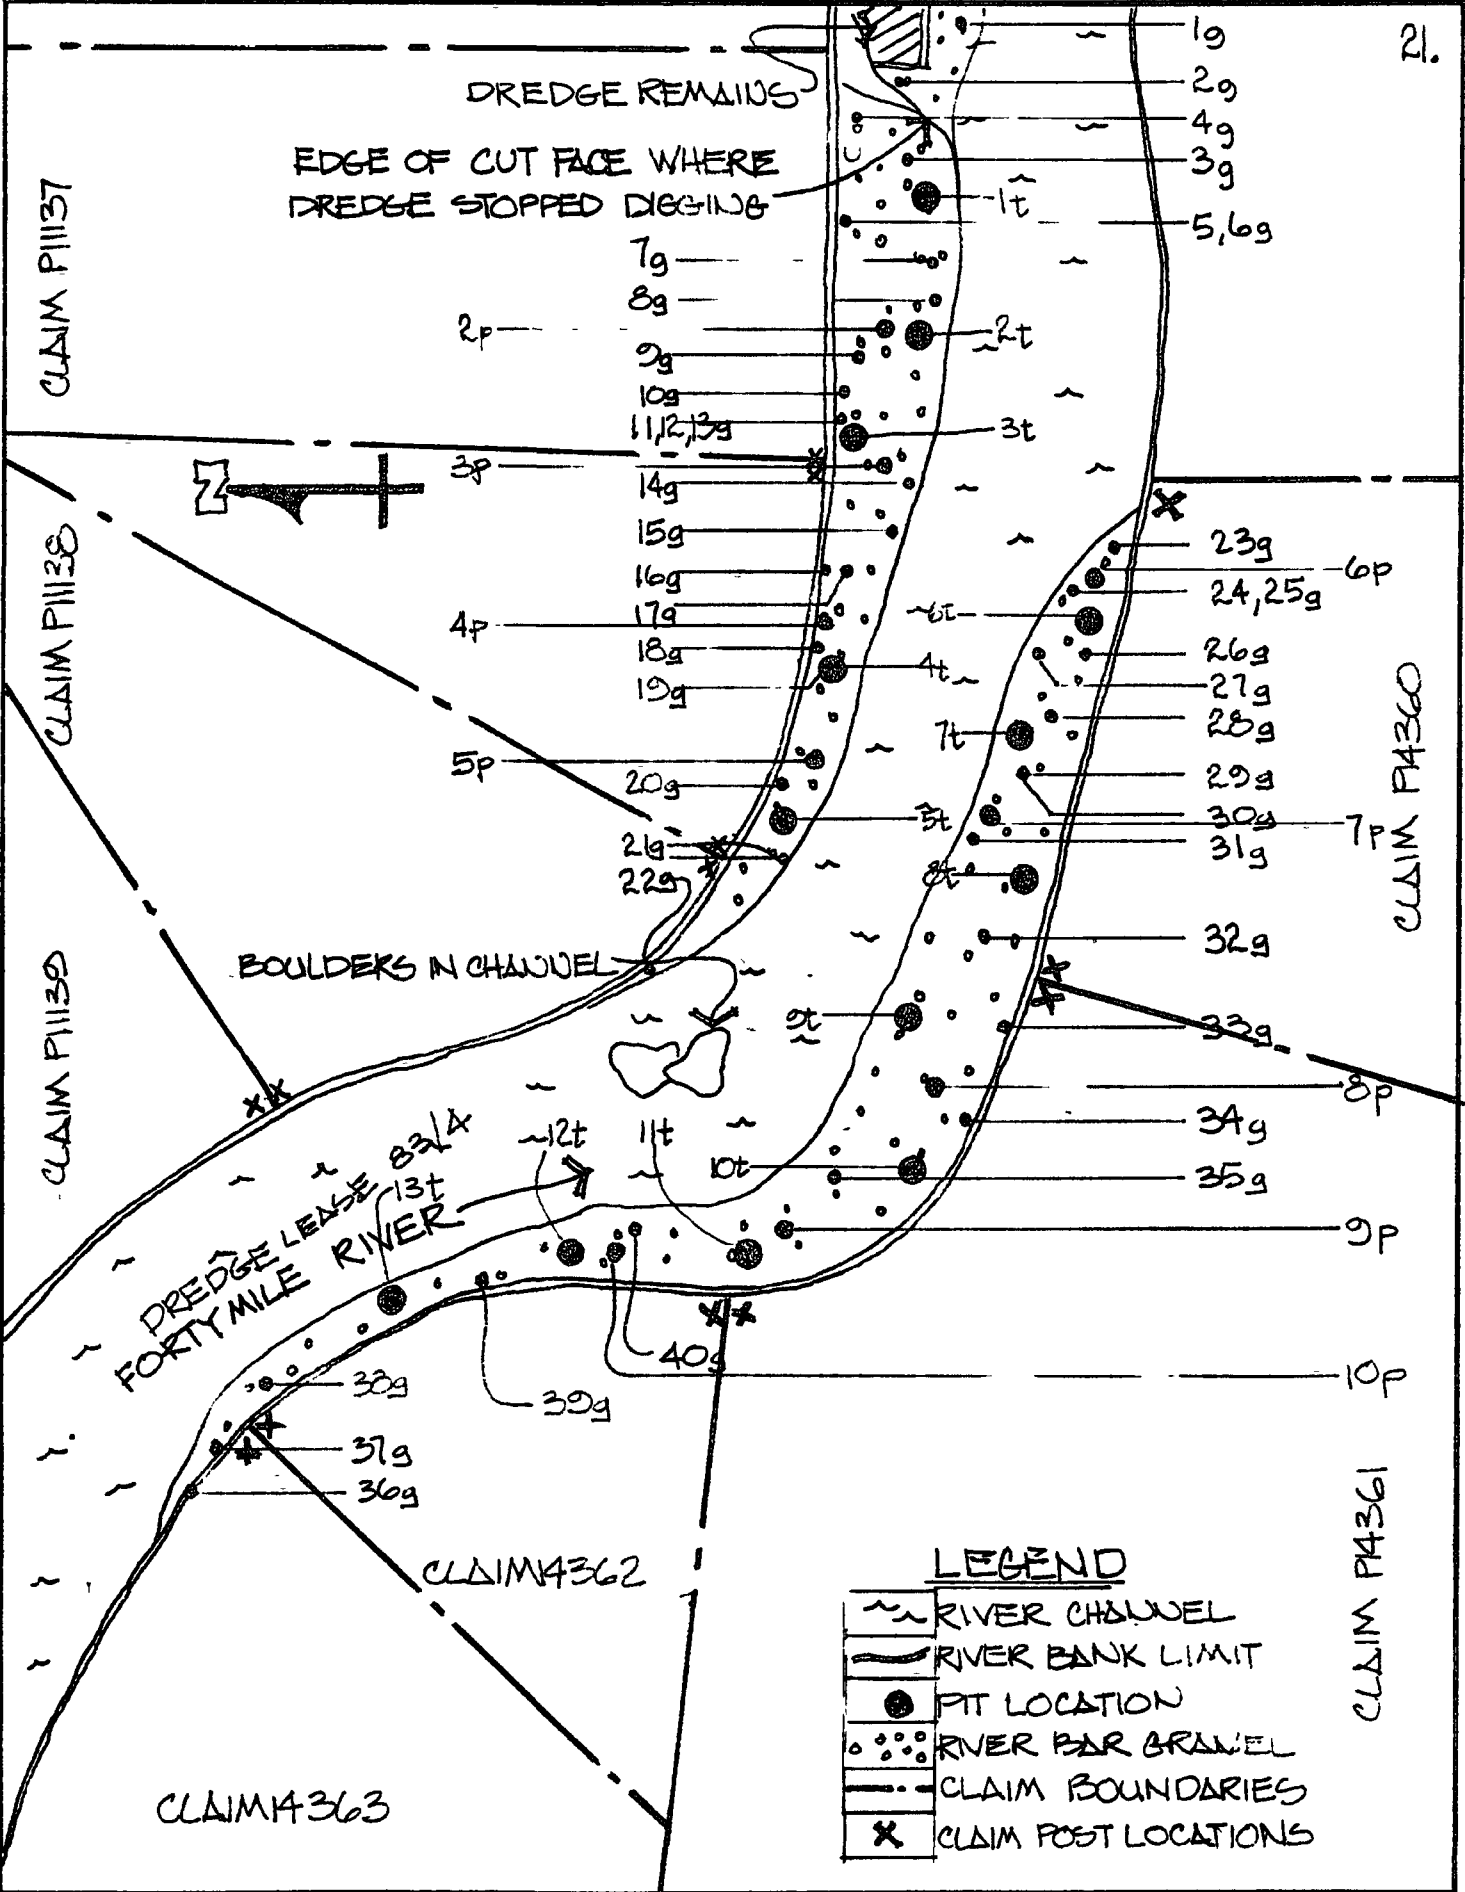 21.
1g
DREDGE REMAINS
2g
4g
EDGE OF CUT FACE WHERE
DREDGE STOPPED DIGGING
3g
1t
5,6g
CLAIM P11137
7g
8g
2p
2t
9g
10g
11,12,13g
3t
3p
14g
N
15g
23g
6p
16g
24,25g
17g
6t
4p
18g
26g
4t
19g
27g
CLAIM P11138
28g
7t
CLAIM P14360
5p
20g
29g
30g
5t
7p
21g
31g
22g
8t
32g
BOULDERS IN CHANNEL
9t
33g
CLAIM P11139
8p
34g
12t
11t
10t
35g
13t
DREDGE LEASE 8314
FORTY MILE RIVER
9p
40g
10p
38g
39g
37g
36g
CLAIM 14362
CLAIM P14361
CLAIM 14363
LEGEND
RIVER CHANNEL
RIVER BANK LIMIT
PIT LOCATION
RIVER BAR GRAVEL
CLAIM BOUNDARIES
CLAIM POST LOCATIONS